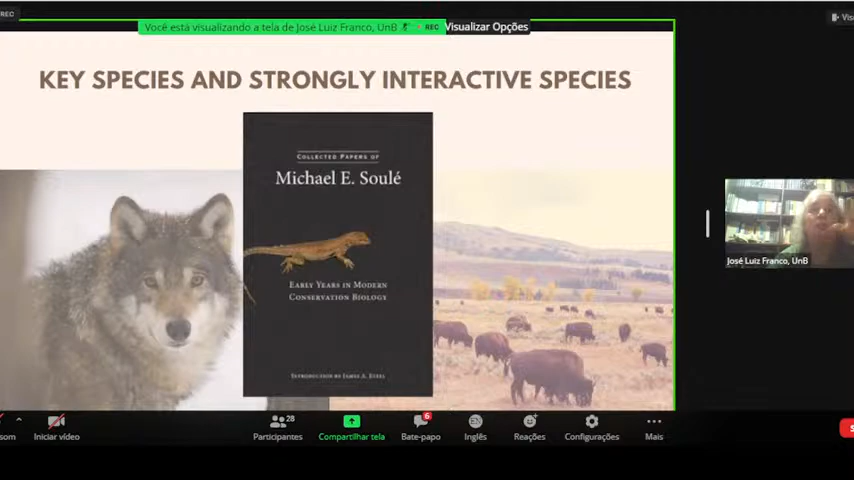 REC
Você está visualizando a tela de José Luiz Franco, UnB
REC
Visualizar Opções
KEY SPECIES AND STRONGLY INTERACTIVE SPECIES
COLLECTED PAPERS OF
Michael E. Soulé
EARLY YEARS IN MODERN
CONSERVATION BIOLOGY
INTRODUCTION BY JAMES A. ESTES
José Luiz Franco, UnB
som
Iniciar vídeo
28
Participantes
Compartilhar tela
6
Bate-papo
Inglês
Reações
Configurações
Mais